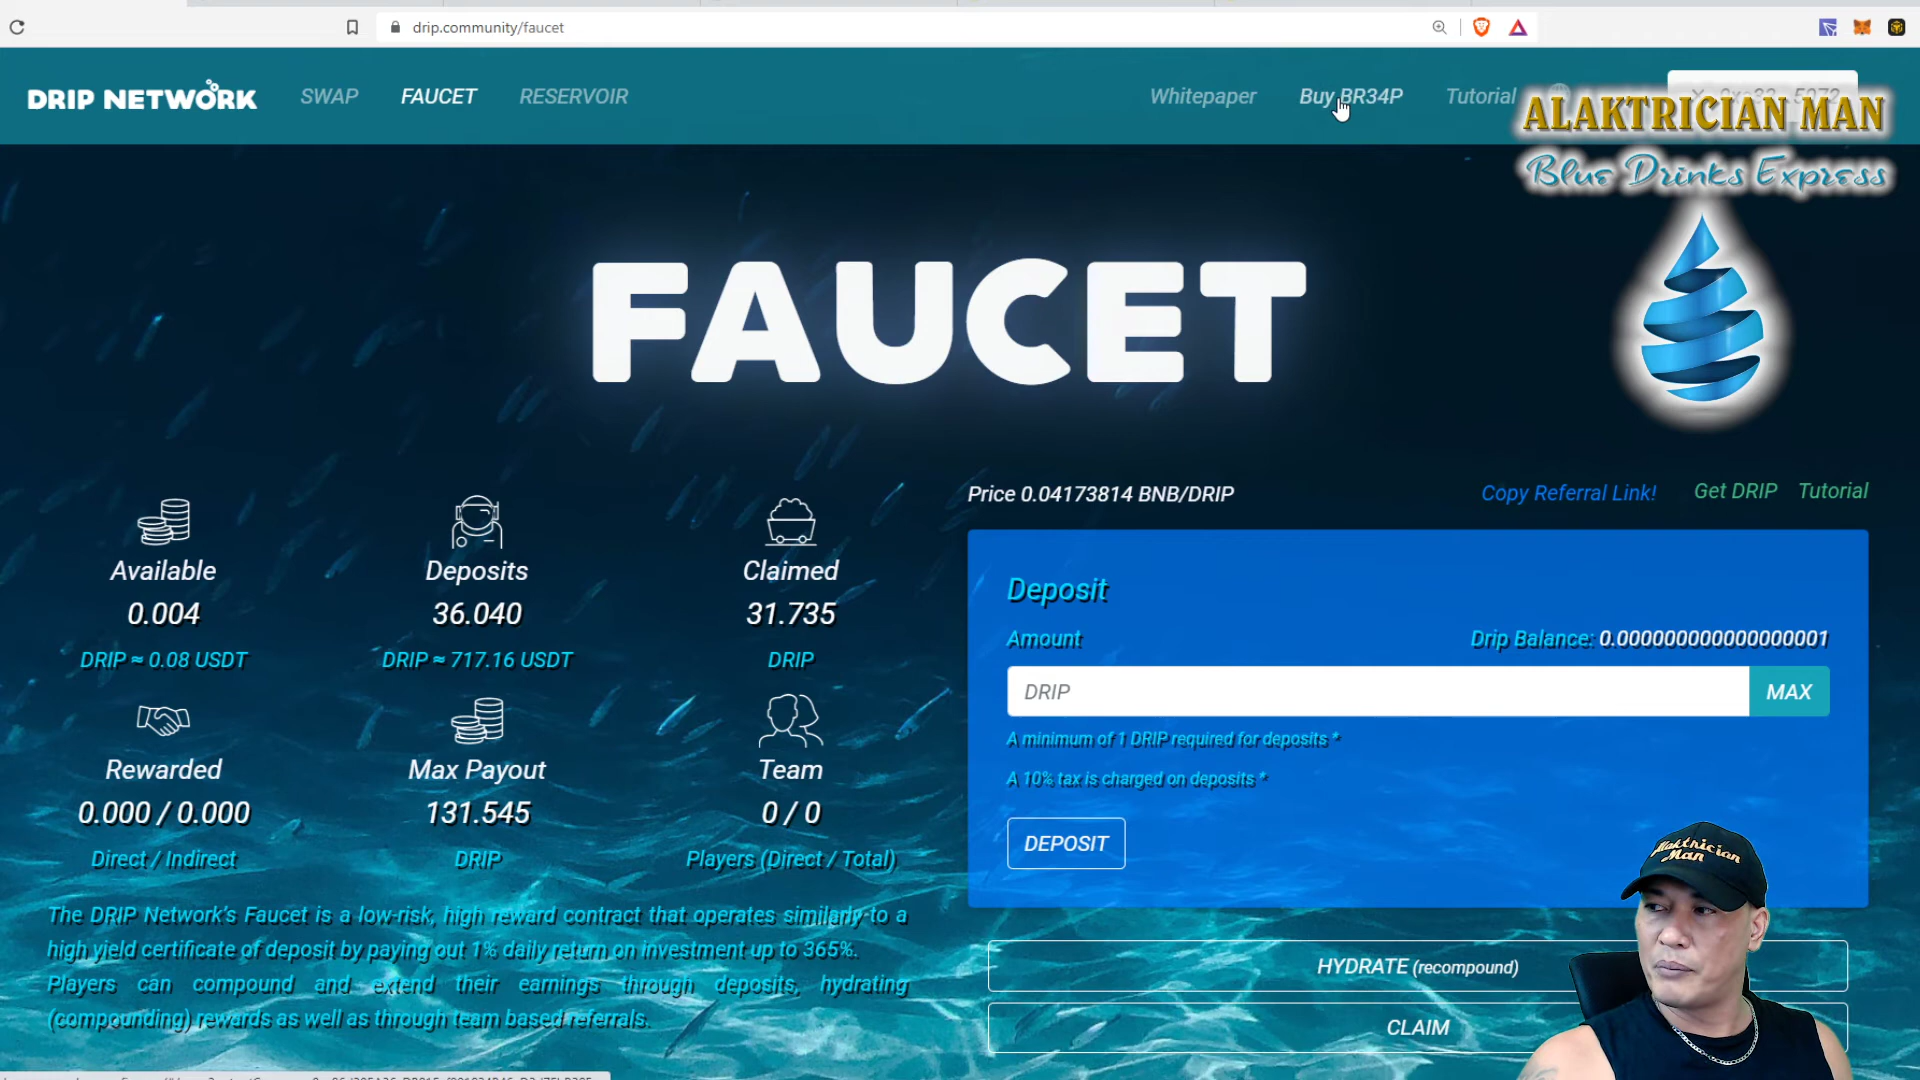 drip.community/faucet
DRIP NETWORK
SWAP
FAUCET
RESERVOIR
Whitepaper
Buy BR34P
Tutorial
ALAKTRICIAN MAN
Blue Drinks Express
FAUCET
Available
0.004
DRIP ≈ 0.08 USDT
Deposits
36.040
DRIP ≈ 717.16 USDT
Claimed
31.735
DRIP
Rewarded
0.000 / 0.000
Direct / Indirect
Max Payout
131.545
DRIP
Team
0 / 0
Players (Direct / Total)
The DRIP Network's Faucet is a low-risk, high reward contract that operates similarly to a
high yield certificate of deposit by paying out 1% daily return on investment up to 365%.
Players can compound and extend their earnings through deposits, hydrating
(compounding) rewards as well as through team based referrals.
Price 0.04173814 BNB/DRIP
Copy Referral Link!
Get DRIP
Tutorial
Deposit
Amount
Drip Balance: 0.000000000000000001
DRIP
MAX
A minimum of 1 DRIP required for deposits *
A 10% tax is charged on deposits *
DEPOSIT
HYDRATE (recompound)
CLAIM
Alaktrician
Man